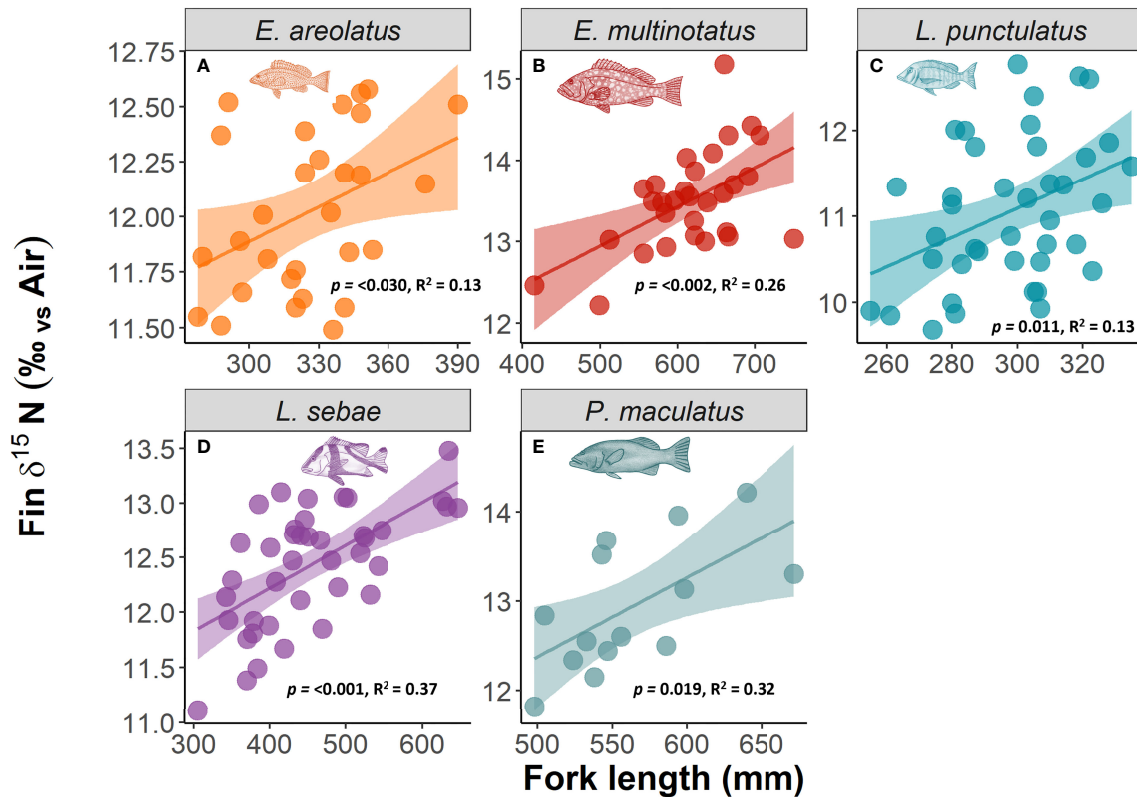 E. areolatus
E. multinotatus
L. punctulatus
A
B
C
12.75
12.50
12.25
12.00
11.75
11.50
15
14
13
12
12
11
10
p = <0.030, R² = 0.13
p = <0.002, R² = 0.26
p = 0.011, R² = 0.13
300 330 360 390
400 500 600 700
260 280 300 320
L. sebae
P. maculatus
D
E
13.5
13.0
12.5
12.0
11.5
11.0
14
13
12
p = <0.001, R² = 0.37
p = 0.019, R² = 0.32
300 400 500 600
500 550 600 650
Fork length (mm)
Fin δ¹⁵ N (‰ vs Air)